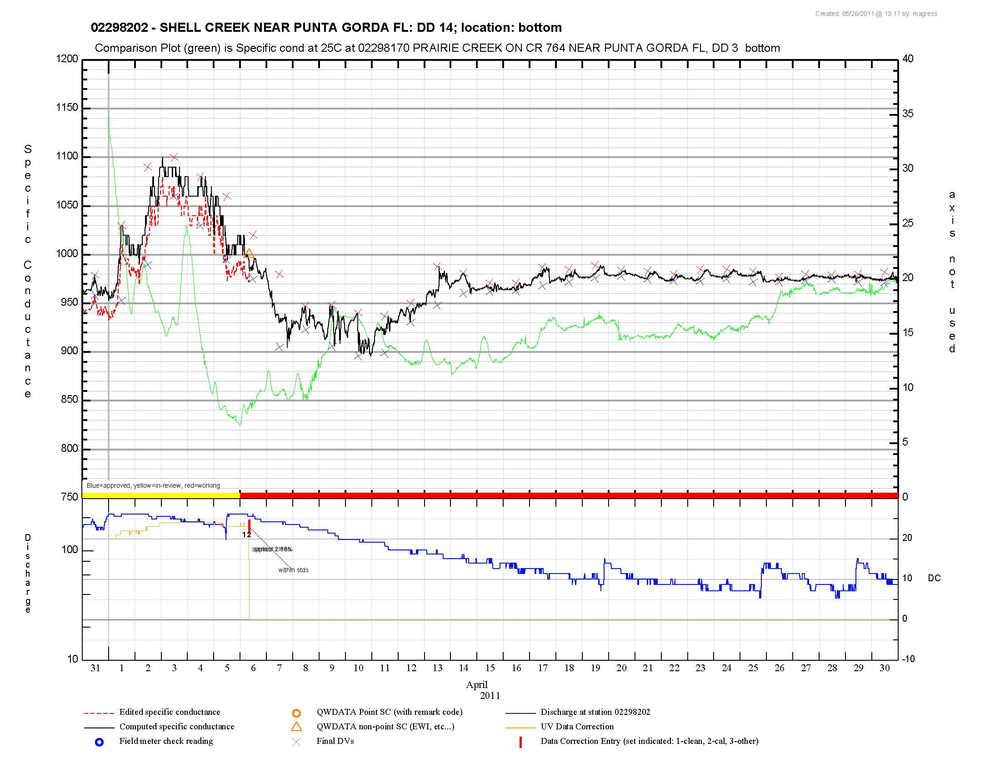 Created: 05/26/2011 @ 13:17 by: magress
02298202 - SHELL CREEK NEAR PUNTA GORDA FL: DD 14; location: bottom
Comparison Plot (green) is Specific cond at 25C at 02298170 PRAIRIE CREEK ON CR 764 NEAR PUNTA GORDA FL, DD 3 bottom
Specific Conductance
1200
1150
1100
1050
1000
950
900
850
800
750
40
35
30
25
20
15
10
5
0
axis not used
Blue=approved, yellow=in-review, red=working
Discharge
100
10
12
within stds
20
10
0
-10
DC
31 1 2 3 4 5 6 7 8 9 10 11 12 13 14 15 16 17 18 19 20 21 22 23 24 25 26 27 28 29 30
April
2011
Edited specific conductance
Computed specific conductance
Field meter check reading
QWDATA Point SC (with remark code)
QWDATA non-point SC (EWI, etc...)
Final DVs
Discharge at station 02298202
UV Data Correction
Data Correction Entry (set indicated: 1-clean, 2-cal, 3-other)